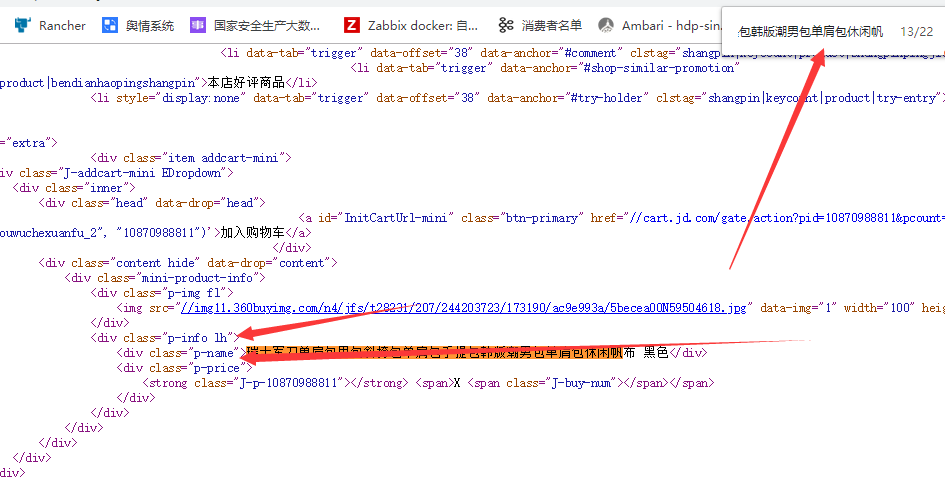 Rancher 舆情系统 国家安全生产大数... Zabbix docker: 自... 消费者名单 Ambari - hdp-sin
包韩版潮男包单肩包休闲帆 13/22
<li data-tab="trigger" data-offset="38" data-anchor="#comment" clstag="shangpin|
<li data-tab="trigger" data-anchor="#shop-similar-promotion"
product|bendianhaopingshangpin">本店好评商品</li>
<li style="display:none" data-tab="trigger" data-offset="38" data-anchor="#try-holder" clstag="shangpin|keycount|product|try-entry">
="extra">
<div class="item addcart-mini">
iv class="J-addcart-mini EDropdown">
<div class="inner">
<div class="head" data-drop="head">
<a id="InitCartUrl-mini" class="btn-primary" href="//cart.jd.com/gate.action?pid=10870988811&pcount=
ouwuchexuanfu_2", "10870988811")'>加入购物车</a>
</div>
<div class="content hide" data-drop="content">
<div class="mini-product-info">
<div class="p-img fl">
<img src="//img11.360buyimg.com/n4/jfs/t28231/207/244203723/173190/ac9e993a/5becea00N59504618.jpg" data-img="1" width="100" hei
</div>
<div class="p-info lh">
<div class="p-name">瑞士军刀单肩包男包斜挎包单肩包手提包韩版潮男包单肩包休闲帆布 黑色</div>
<div class="p-price">
<strong class="J-p-10870988811"></strong> <span>X <span class="J-buy-num"></span></span>
</div>
</div>
</div>
</div>
</div>
div>